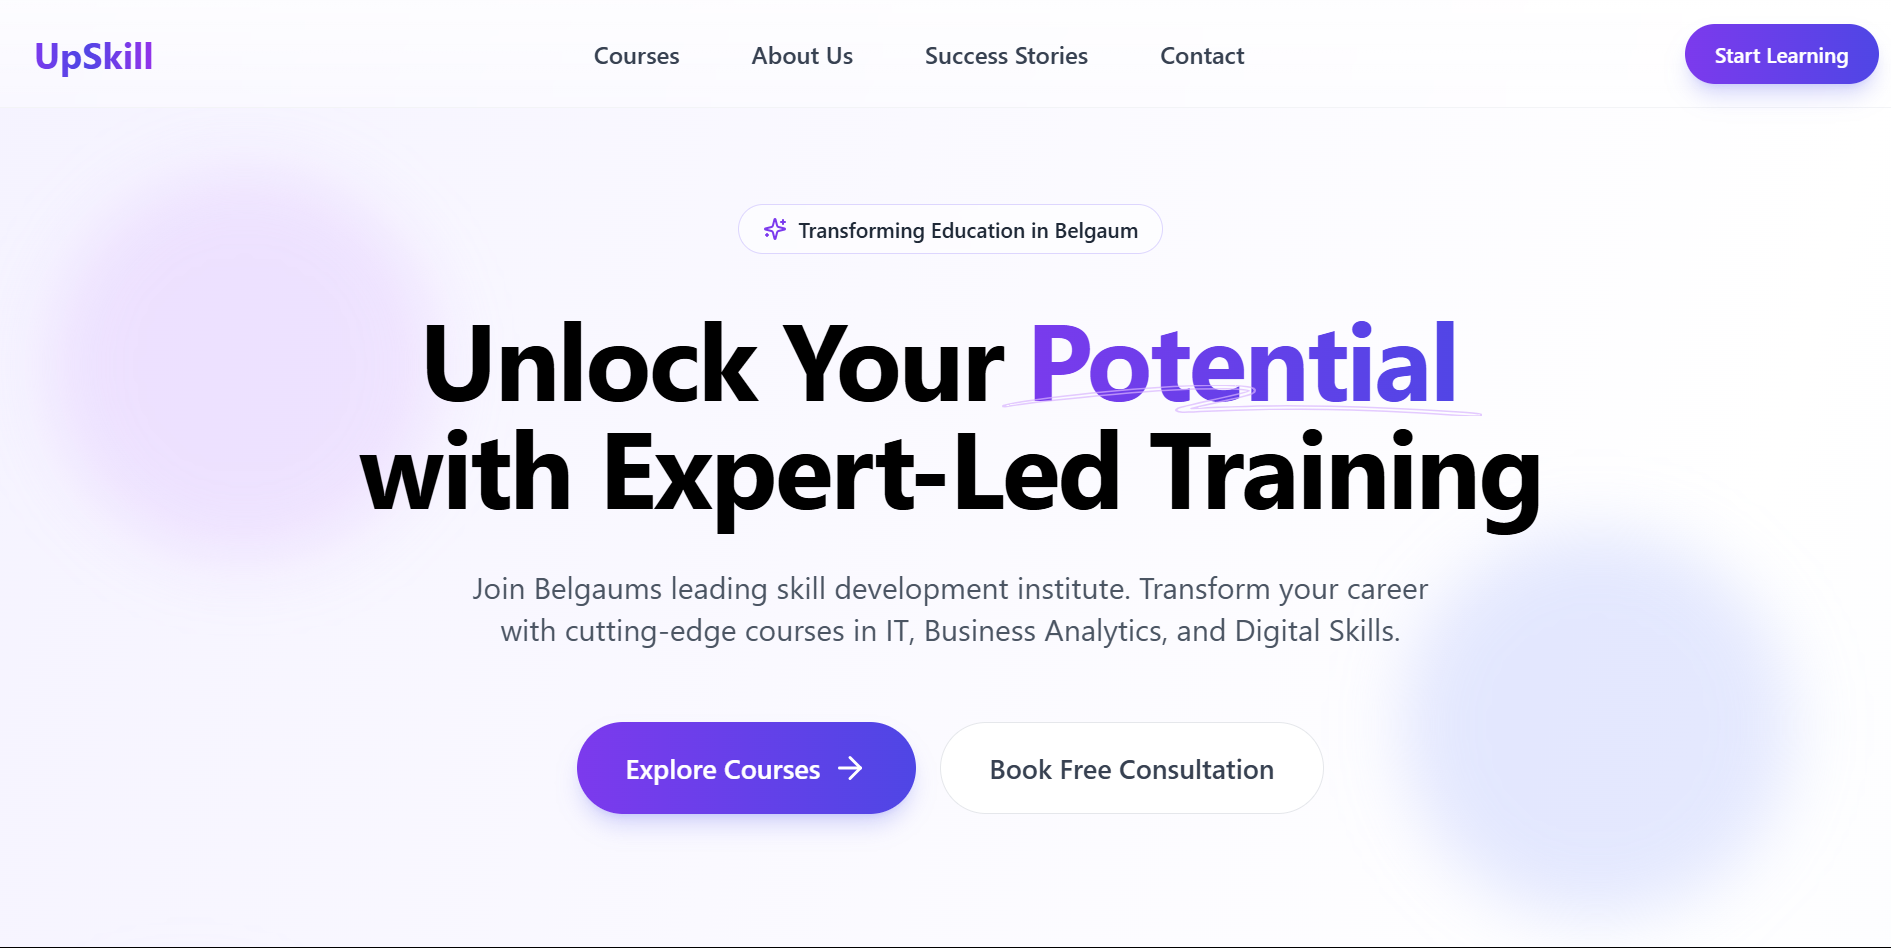 UpSkill
Courses
About Us
Success Stories
Contact
Start Learning
Transforming Education in Belgaum
Unlock Your Potential
with Expert-Led Training
Join Belgaums leading skill development institute. Transform your career
with cutting-edge courses in IT, Business Analytics, and Digital Skills.
Explore Courses
Book Free Consultation